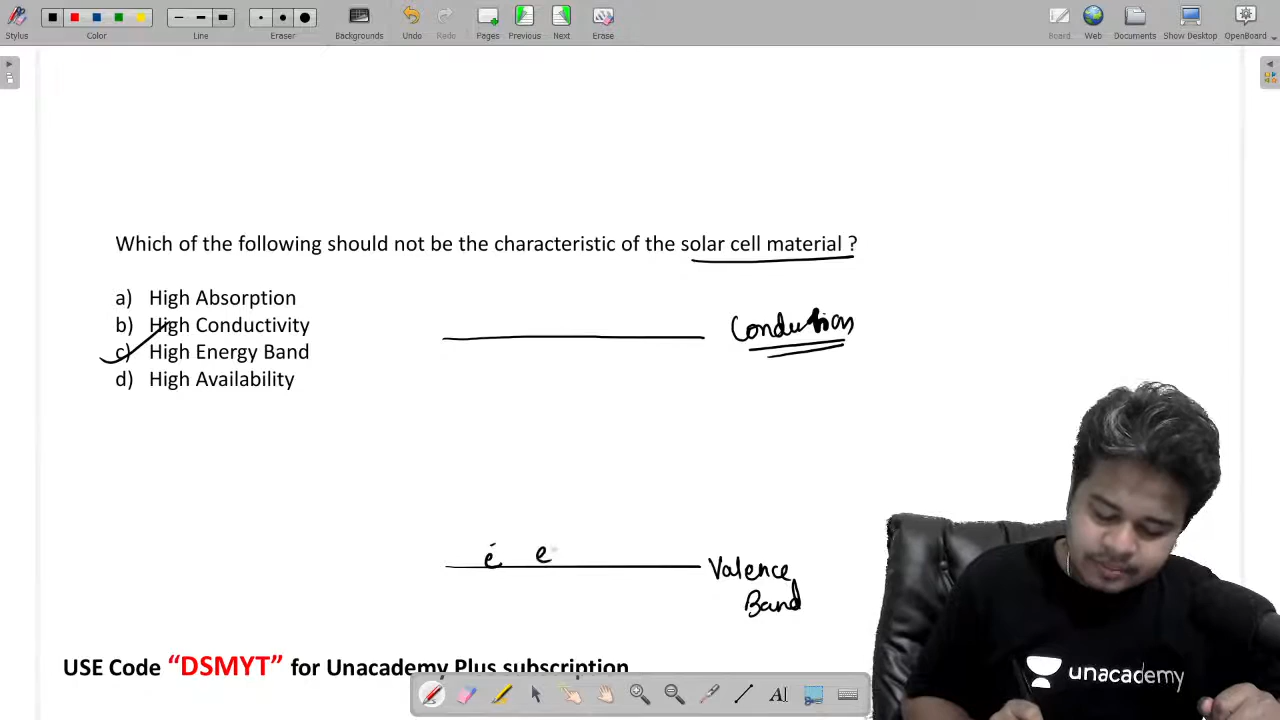 Stylus
Color
Line
Eraser
Backgrounds
Undo
Redo
Pages
Previous
Next
Erase
Board
Web
Documents
Show Desktop
OpenBoard
Which of the following should not be the characteristic of the solar cell material ?
a) High Absorption
b) High Conductivity
c) High Energy Band
d) High Availability
Conduction
e e
Valence
Band
USE Code “DSMYT” for Unacademy Plus subscription
unacademy